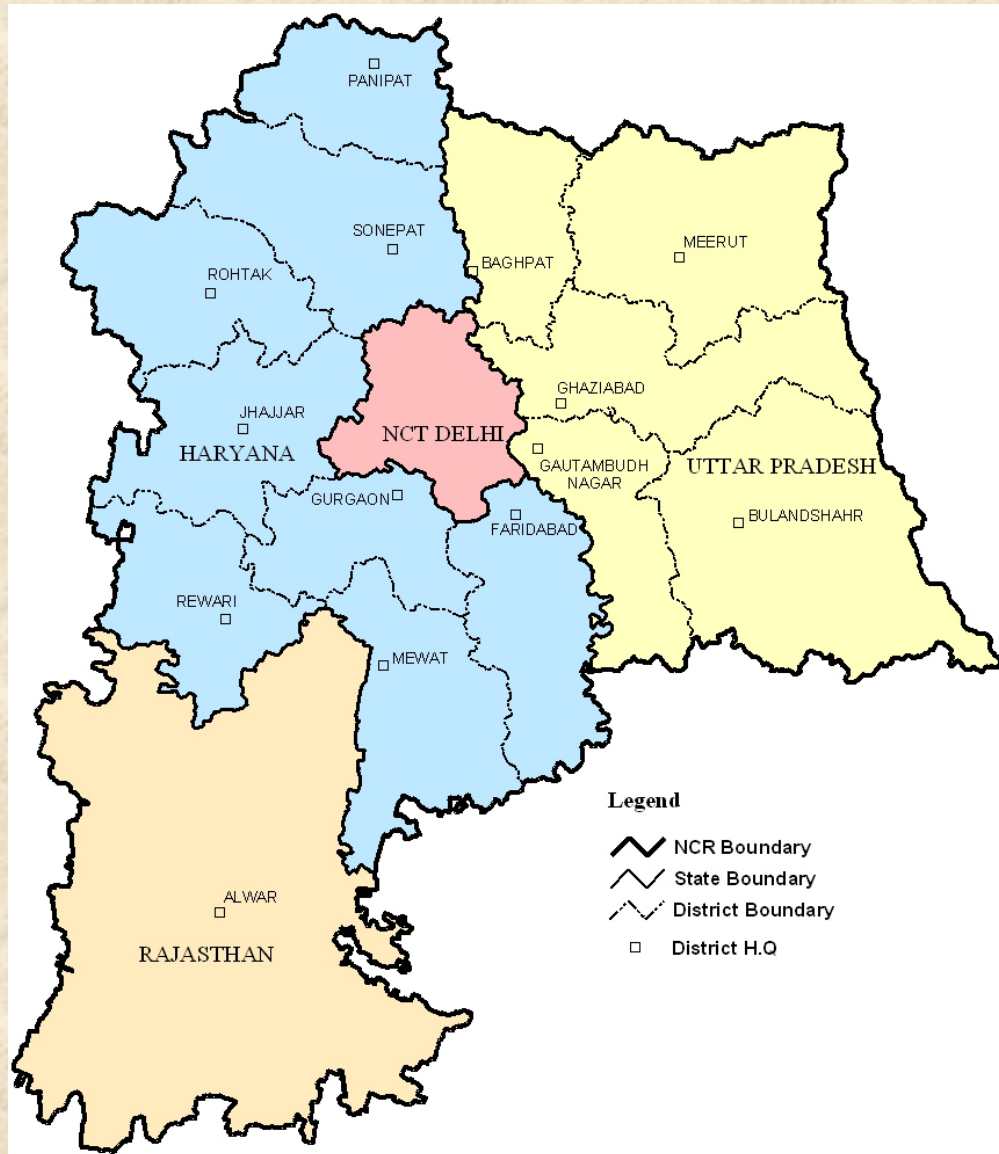 PANIPAT
SONEPAT
MEERUT
BAGHPAT
ROHTAK
GHAZIABAD
JHAJJAR
HARYANA
NCT DELHI
GAUTAMBUDH
NAGAR
UTTAR PRADESH
GURGAON
FARIDABAD
BULANDSHAHR
REWARI
MEWAT
ALWAR
RAJASTHAN
Legend
NCR Boundary
State Boundary
District Boundary
District H.Q